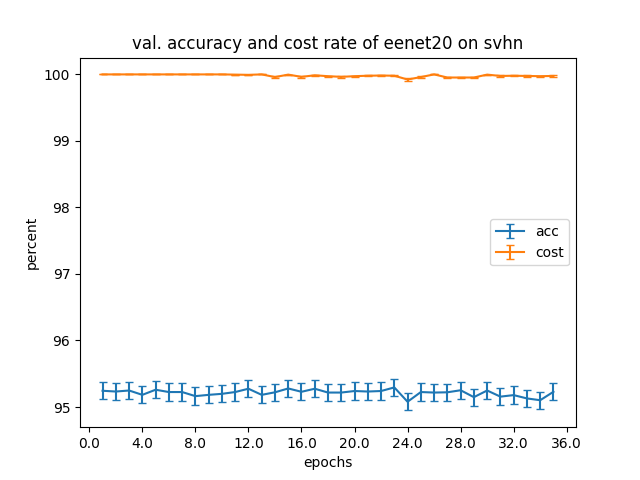 val. accuracy and cost rate of eenet20 on svhn
100
99
98
97
96
95
percent
acc
cost
0.0 4.0 8.0 12.0 16.0 20.0 24.0 28.0 32.0 36.0
epochs